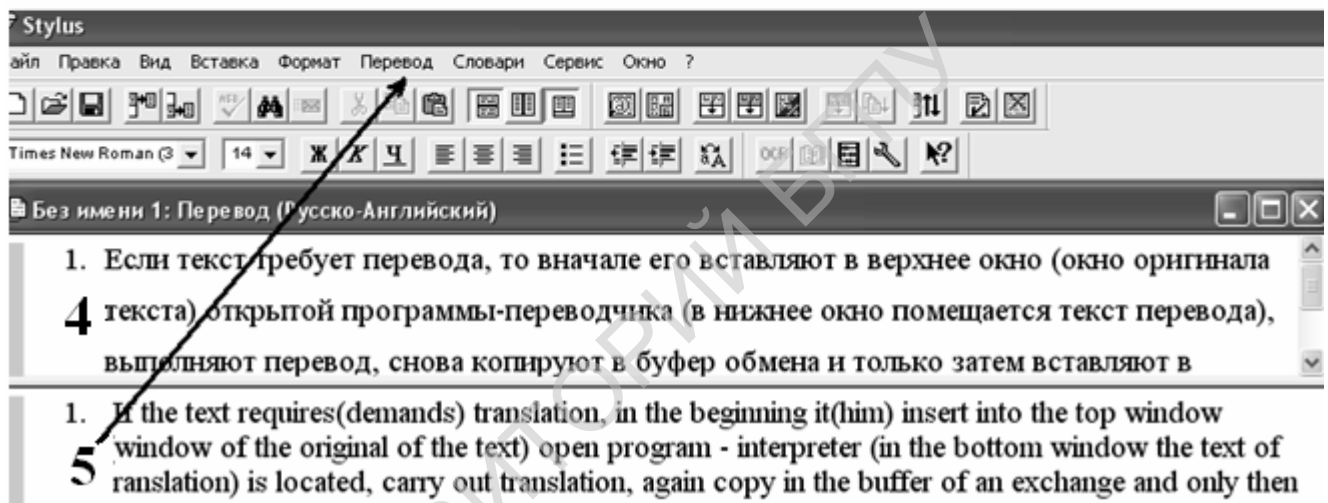 Stylus
айл Правка Вид Вставка Формат Перевод Словари Сервис Окно ?
Times New Roman (3 14 Ж К Ч
Без имени 1: Перевод (Русско-Английский)
1. Если текст требует перевода, то вначале его вставляют в верхнее окно (окно оригинала
4 текста) открытой программы-переводчика (в нижнее окно помещается текст перевода),
выполняют перевод, снова копируют в буфер обмена и только затем вставляют в
1. If the text requires(demands) translation, in the beginning it(him) insert into the top window
window of the original of the text) open program - interpreter (in the bottom window the text of
5 ranslation) is located, carry out translation, again copy in the buffer of an exchange and only then